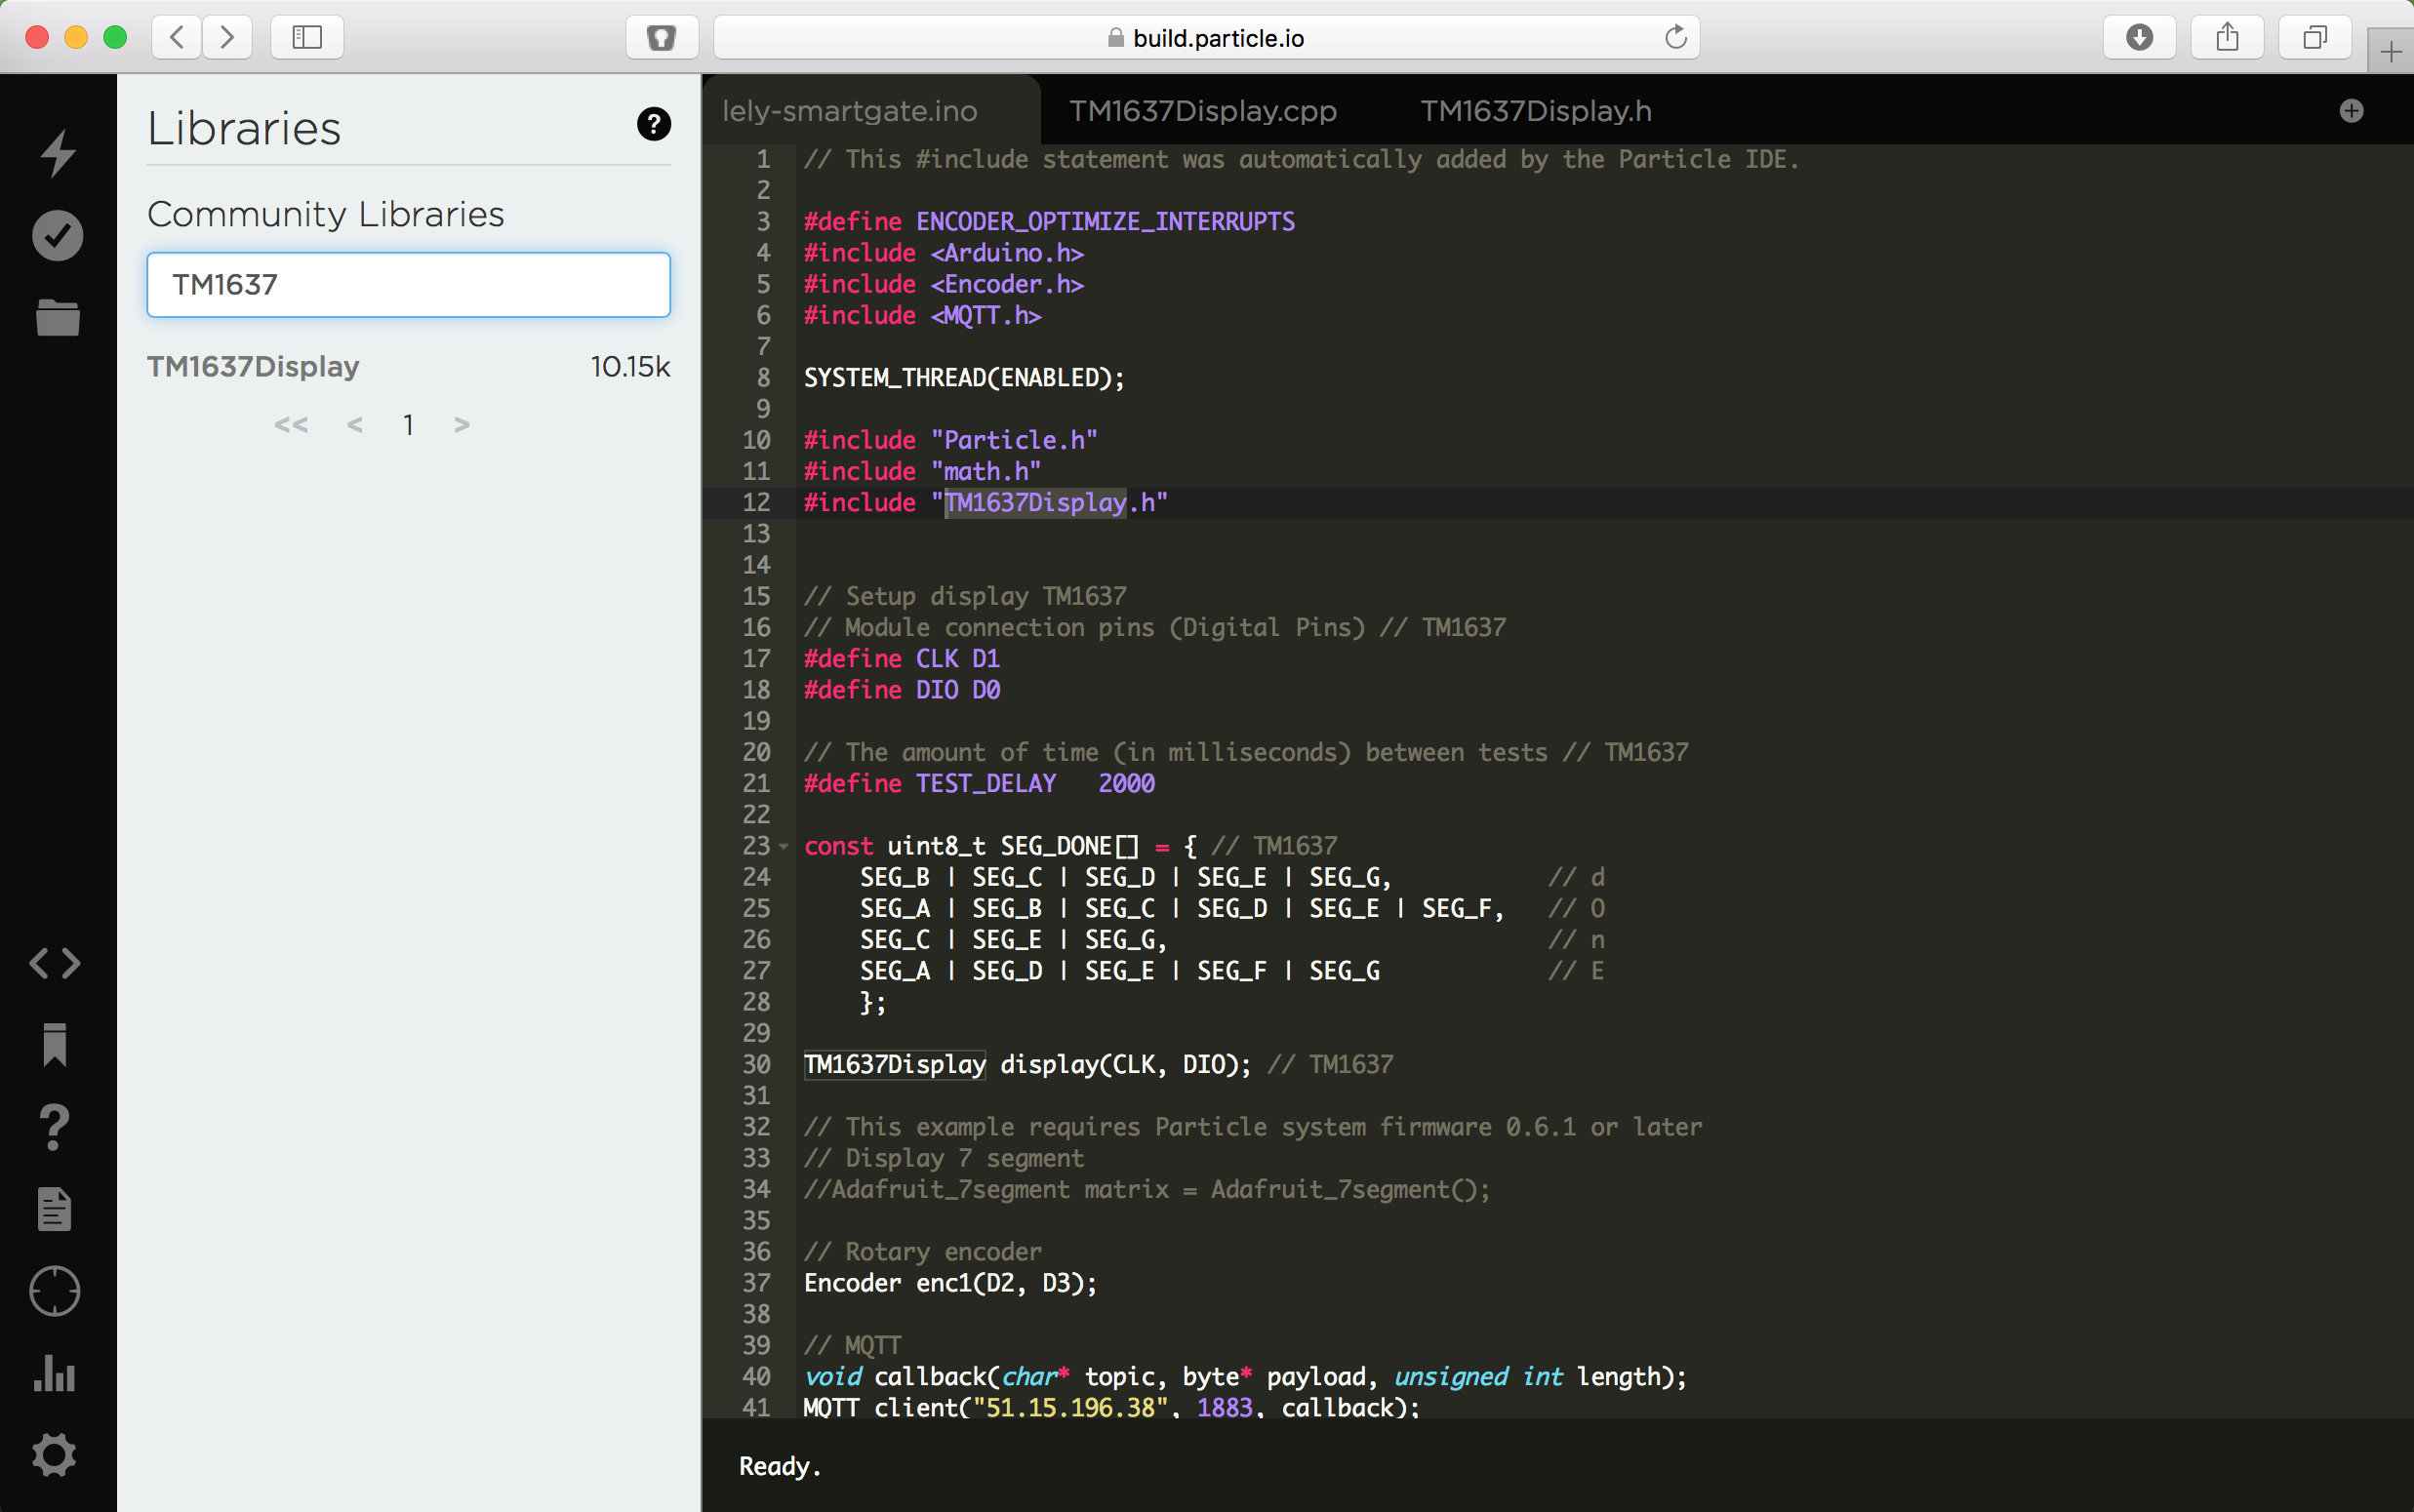 build.particle.io
Libraries
Community Libraries
TM1637
TM1637Display 10.15k
<< < 1 >
lely-smartgate.ino TM1637Display.cpp TM1637Display.h
1 // This #include statement was automatically added by the Particle IDE.
2
3 #define ENCODER_OPTIMIZE_INTERRUPTS
4 #include <Arduino.h>
5 #include <Encoder.h>
6 #include <MQTT.h>
7
8 SYSTEM_THREAD(ENABLED);
9
10 #include "Particle.h"
11 #include "math.h"
12 #include "TM1637Display.h"
13
14
15 // Setup display TM1637
16 // Module connection pins (Digital Pins) // TM1637
17 #define CLK D1
18 #define DIO D0
19
20 // The amount of time (in milliseconds) between tests // TM1637
21 #define TEST_DELAY   2000
22
23 const uint8_t SEG_DONE[] = { // TM1637
24     SEG_B | SEG_C | SEG_D | SEG_E | SEG_G,           // d
25     SEG_A | SEG_B | SEG_C | SEG_D | SEG_E | SEG_F,   // O
26     SEG_C | SEG_E | SEG_G,                           // n
27     SEG_A | SEG_D | SEG_E | SEG_F | SEG_G            // E
28     };
29
30 TM1637Display display(CLK, DIO); // TM1637
31
32 // This example requires Particle system firmware 0.6.1 or later
33 // Display 7 segment
34 //Adafruit_7segment matrix = Adafruit_7segment();
35
36 // Rotary encoder
37 Encoder enc1(D2, D3);
38
39 // MQTT
40 void callback(char* topic, byte* payload, unsigned int length);
41 MQTT client("51.15.196.38", 1883, callback);
Ready.